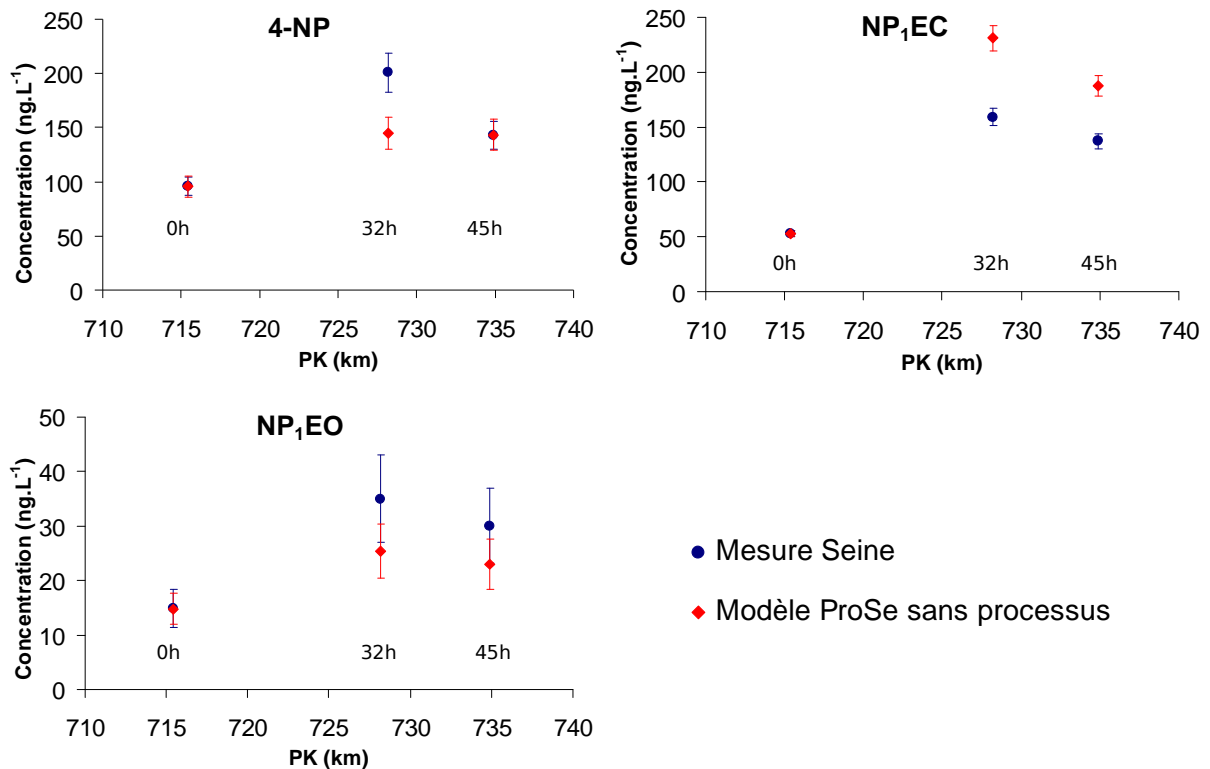 4-NP
Concentration (ng.L⁻¹)
250
200
150
100
50
0
0h
32h
45h
710 715 720 725 730 735 740
PK (km)
NP₁EC
Concentration (ng.L⁻¹)
250
200
150
100
50
0
0h
32h
45h
710 715 720 725 730 735 740
PK (km)
NP₁EO
Concentration (ng.L⁻¹)
50
40
30
20
10
0
0h
32h
45h
710 715 720 725 730 735 740
PK (km)
Mesure Seine
Modèle ProSe sans processus